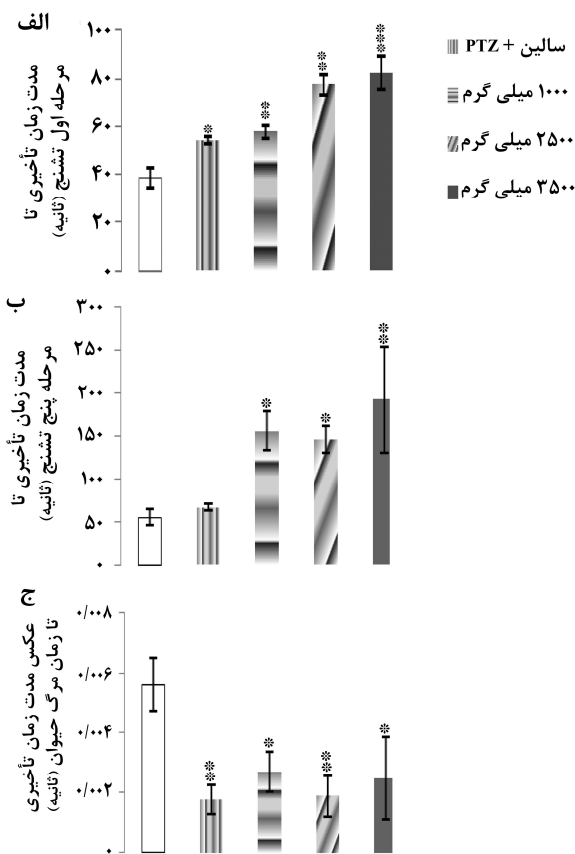 الف
۱۰۰
۸۰
۶۰
۴۰
۲۰
۰
مدت زمان تأخیری تا
مرحله اول تشنج (ثانیه)
*
**
**
***
سالین + PTZ
۱۰۰۰ میلی گرم
۲۵۰۰ میلی گرم
۳۵۰۰ میلی گرم
ب
۳۰۰
۲۵۰
۲۰۰
۱۵۰
۱۰۰
۵۰
۰
مدت زمان تأخیری تا
مرحله پنج تشنج (ثانیه)
*
*
**
ج
۰/۰۰۸
۰/۰۰۶
۰/۰۰۴
۰/۰۰۲
۰
عکس مدت زمان تأخیری
تا زمان مرگ حیوان (ثانیه)
**
*
**
*